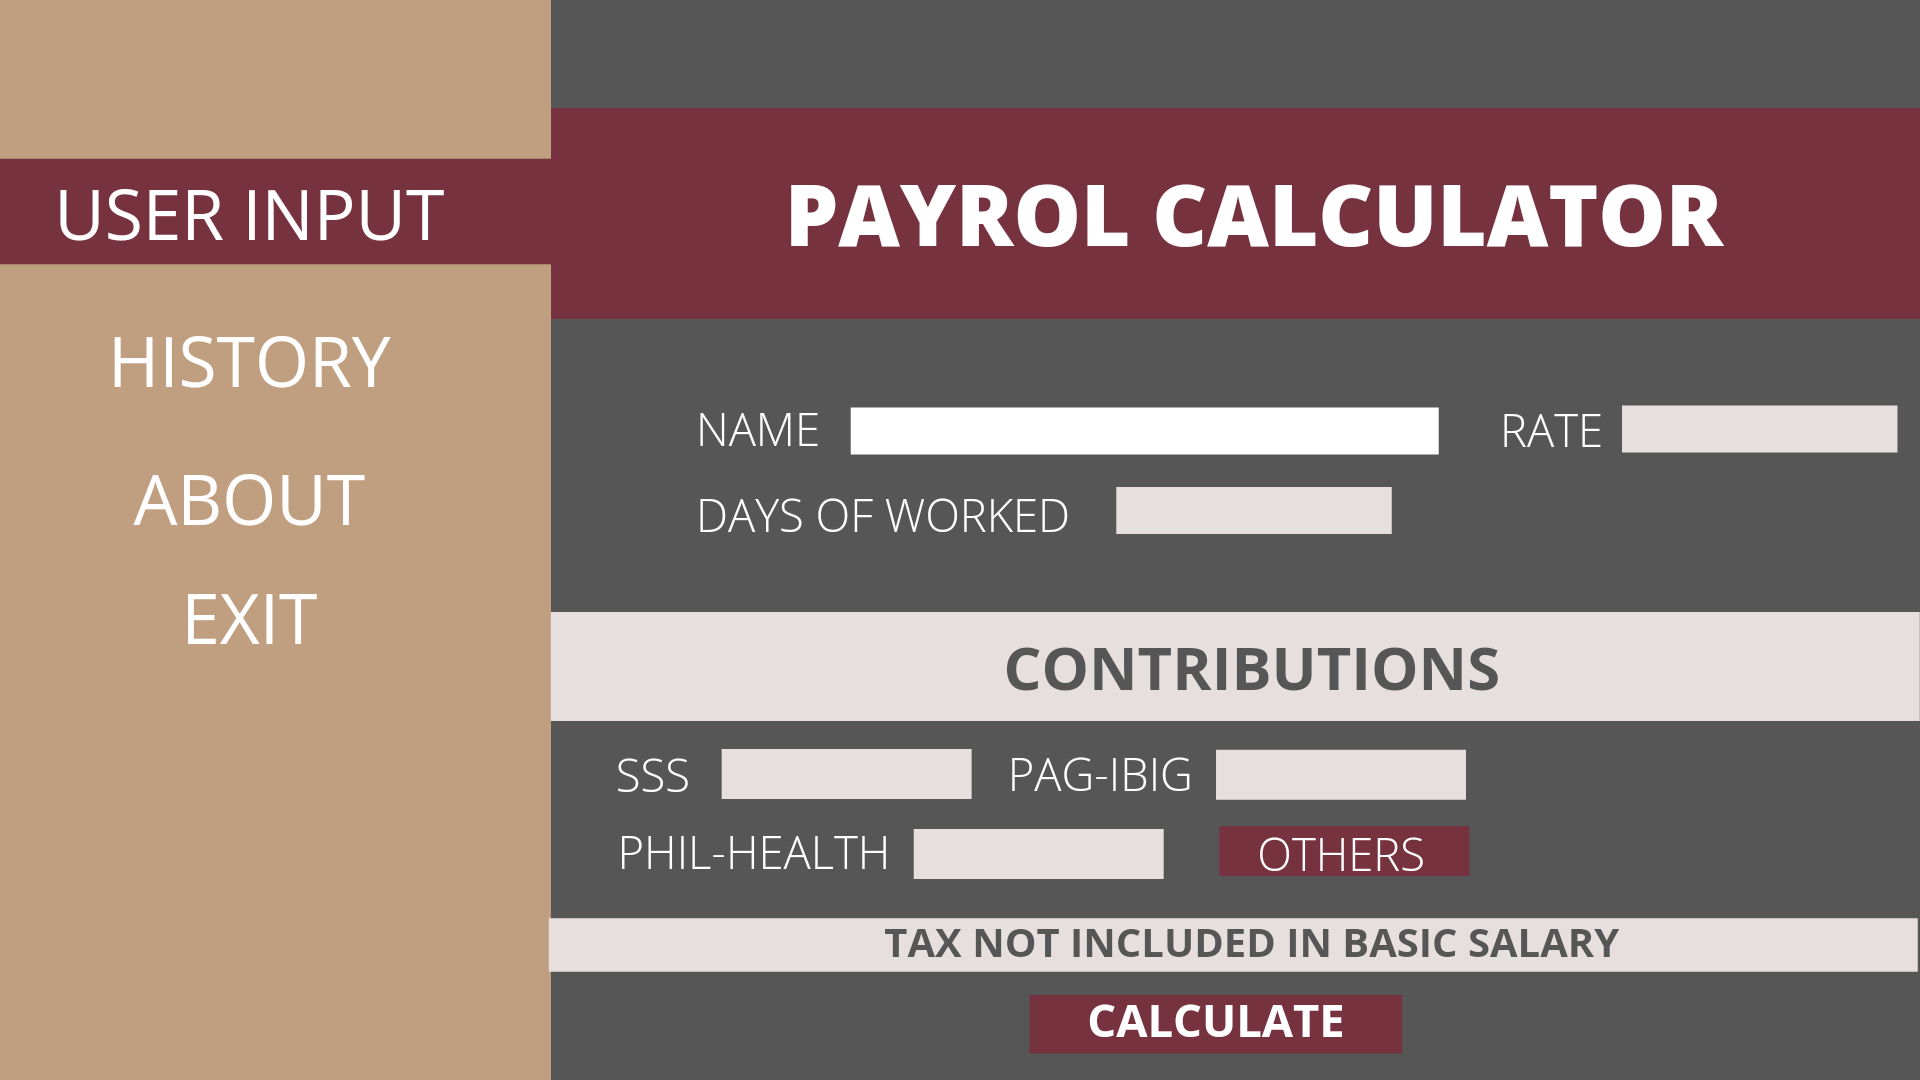 USER INPUT
HISTORY
ABOUT
EXIT
PAYROL CALCULATOR
NAME
RATE
DAYS OF WORKED
CONTRIBUTIONS
SSS
PAG-IBIG
PHIL-HEALTH
OTHERS
TAX NOT INCLUDED IN BASIC SALARY
CALCULATE